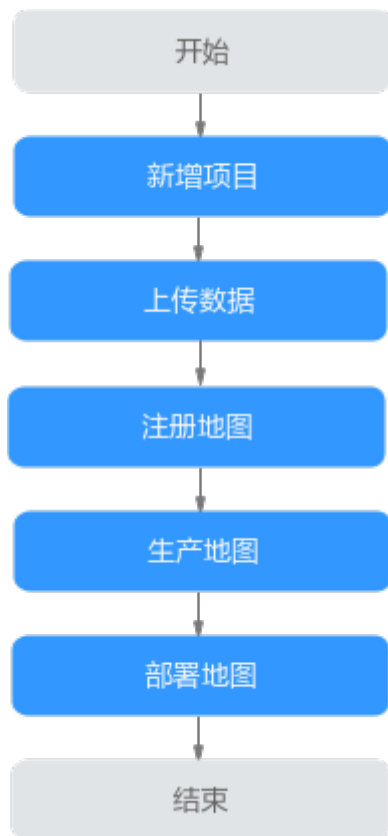 开始
新增项目
上传数据
注册地图
生产地图
部署地图
结束